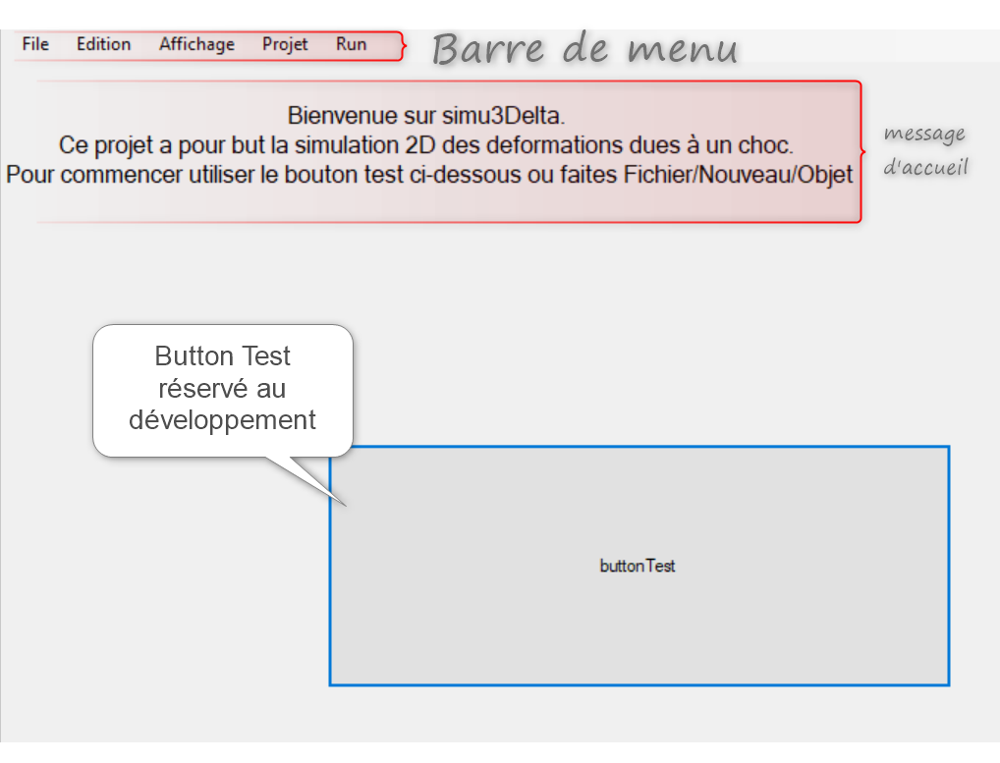 File Edition Affichage Projet Run
Barre de menu
Bienvenue sur simu3Delta.
Ce projet a pour but la simulation 2D des deformations dues à un choc.
Pour commencer utiliser le bouton test ci-dessous ou faites Fichier/Nouveau/Objet
message
d'accueil
Button Test
réservé au
développement
buttonTest